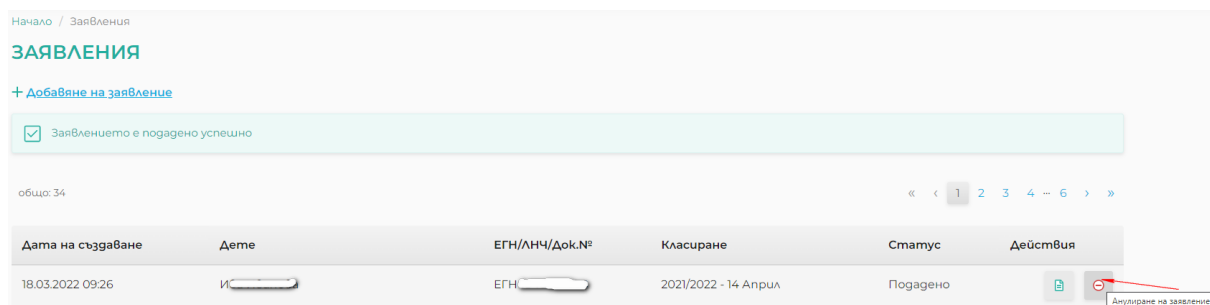 Начало / Заявления
ЗАЯВЛЕНИЯ
+ Добавяне на заявление
Заявлението е подадено успешно
общо: 34
« ‹ 1 2 3 4 ... 6 › »
Дата на създаване Дете ЕГН/ЛНЧ/Док.№ Класиране Статус Действия
18.03.2022 09:26 И ЕГН 2021/2022 - 14 Април Подадено
Анулиране на заявление